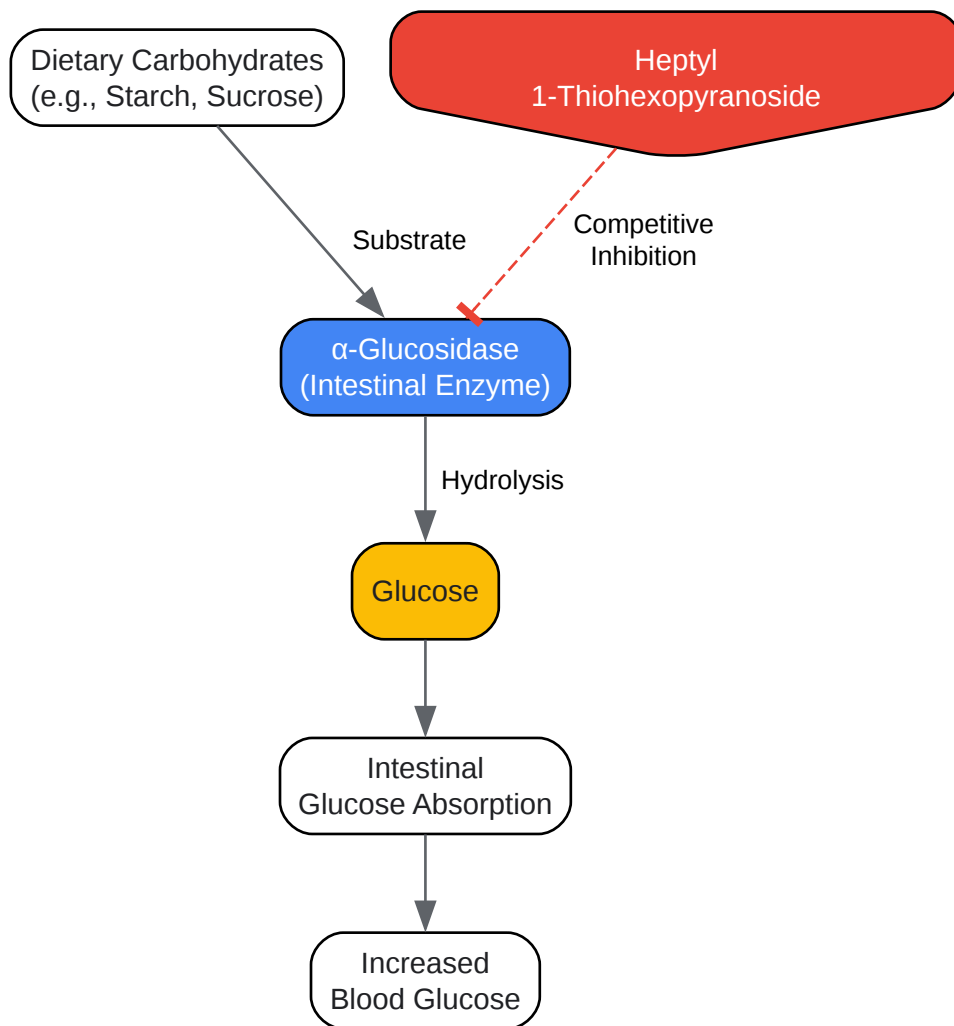 Dietary Carbohydrates
(e.g., Starch, Sucrose)
Heptyl
1-Thiohexopyranoside
Substrate
Competitive
Inhibition
α-Glucosidase
(Intestinal Enzyme)
Hydrolysis
Glucose
Intestinal
Glucose Absorption
Increased
Blood Glucose